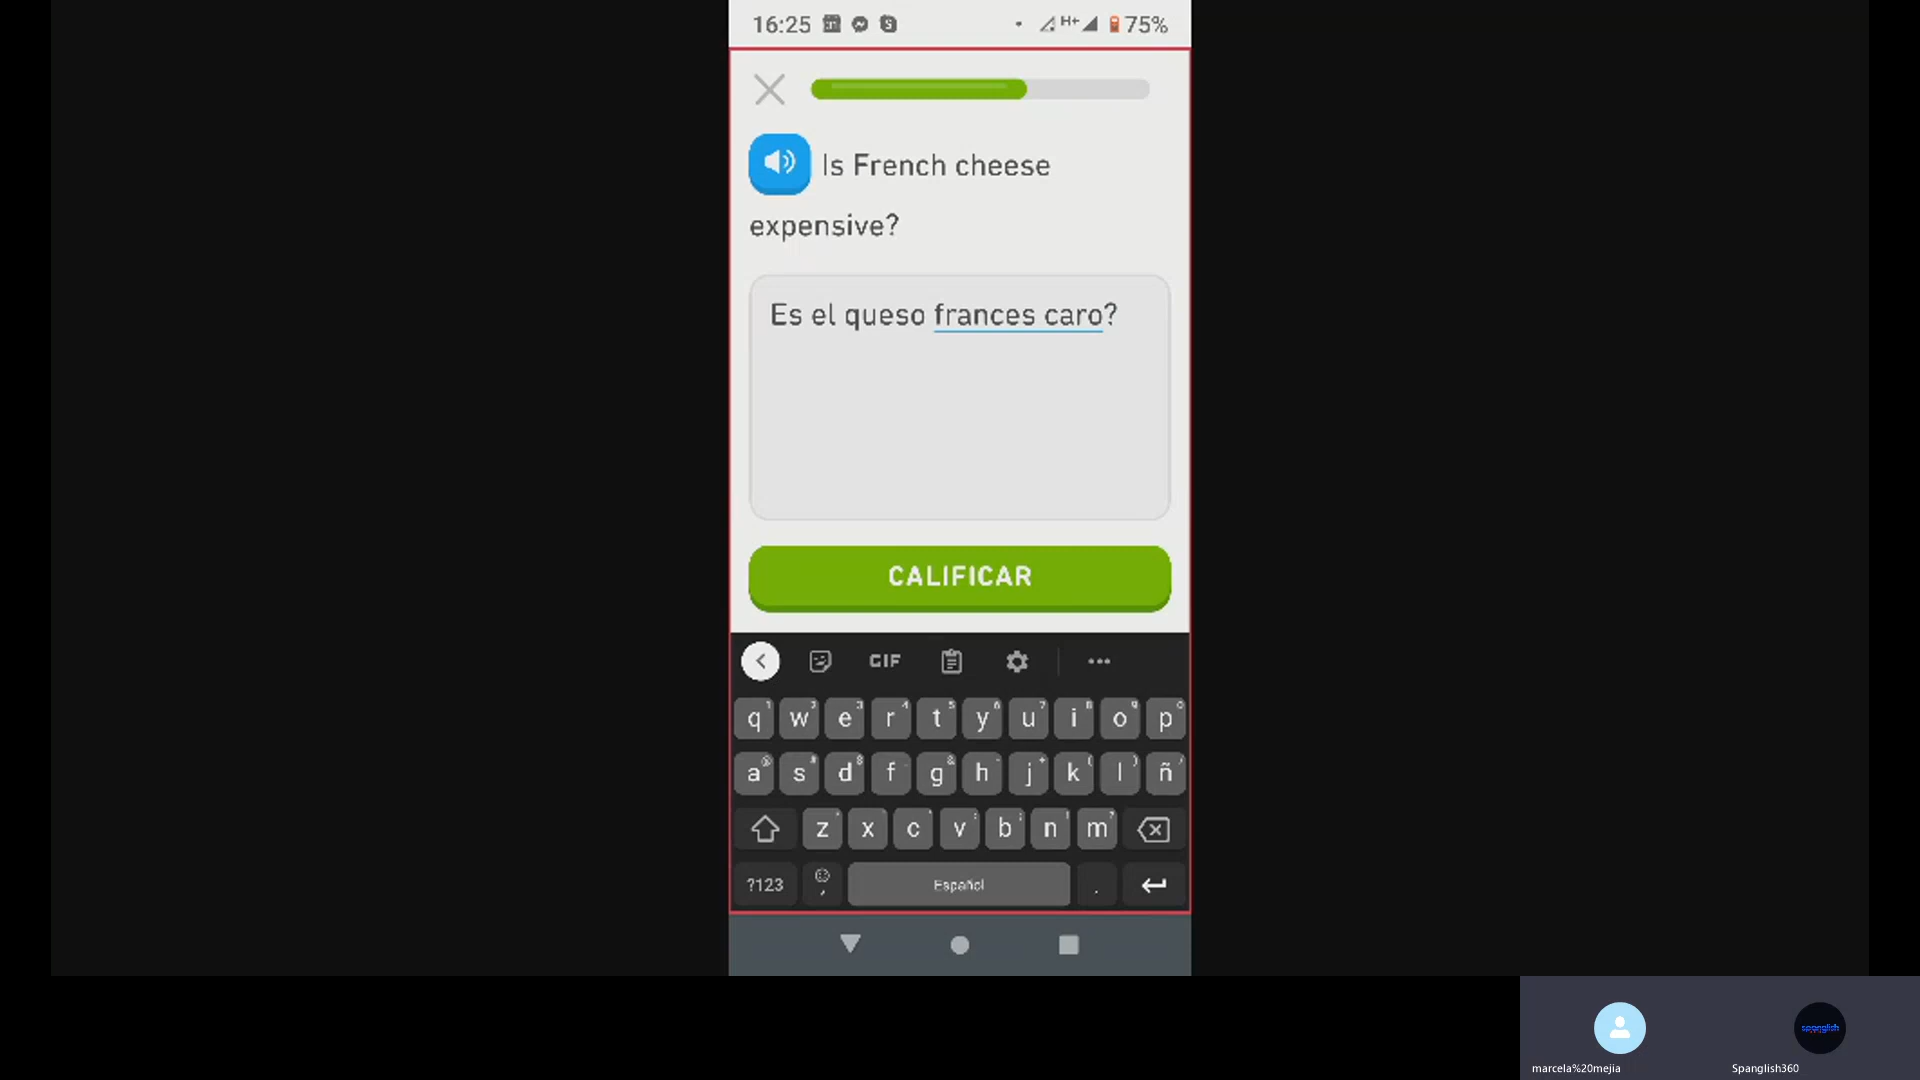 16:25 H+ 75%
Is French cheese
expensive?
Es el queso frances caro?
CALIFICAR
GIF
q w e r t y u i o p
a s d f g h j k l ñ
z x c v b n m
?123 , Español .
spanglish
marcela%20mejia Spanglish360